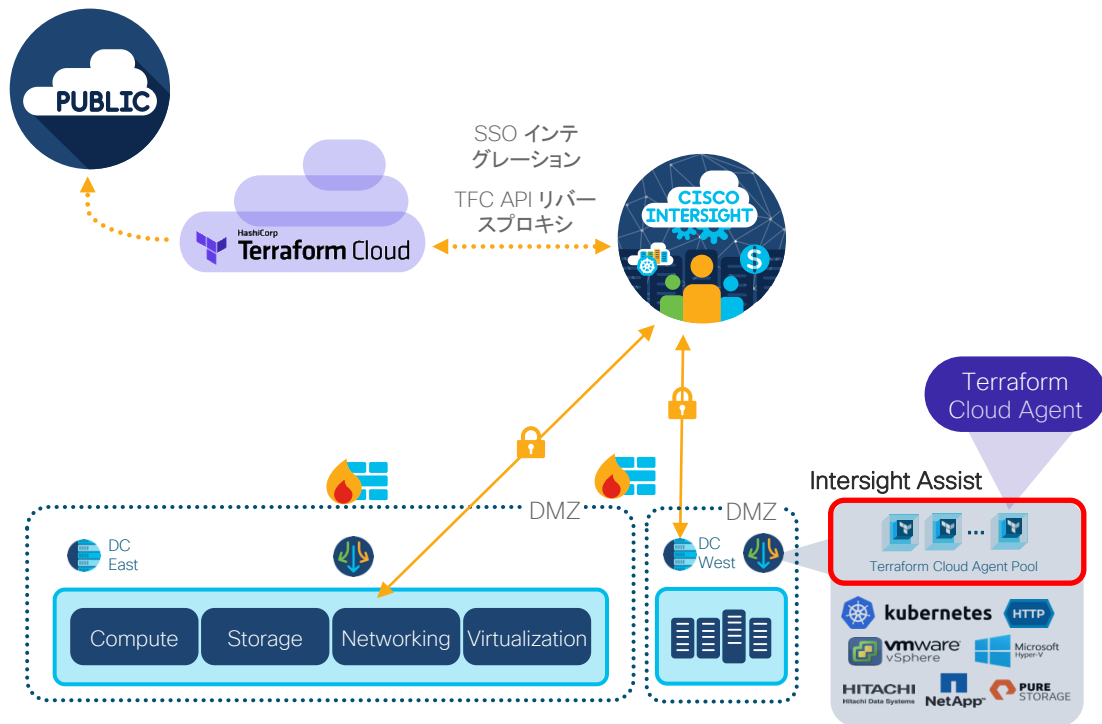 PUBLIC
SSO インテ
グレーション
TFC API リバー
スプロキシ
HashiCorp
Terraform Cloud
CISCO
INTERSIGHT
$
Terraform
Cloud Agent
Intersight Assist
DMZ
DMZ
DC
East
DC
West
Terraform Cloud Agent Pool
Compute
Storage
Networking
Virtualization
kubernetes
HTTP
vmware
vSphere
Microsoft
Hyper-V
HITACHI
Hitachi Data Systems
NetApp™
PURE
STORAGE